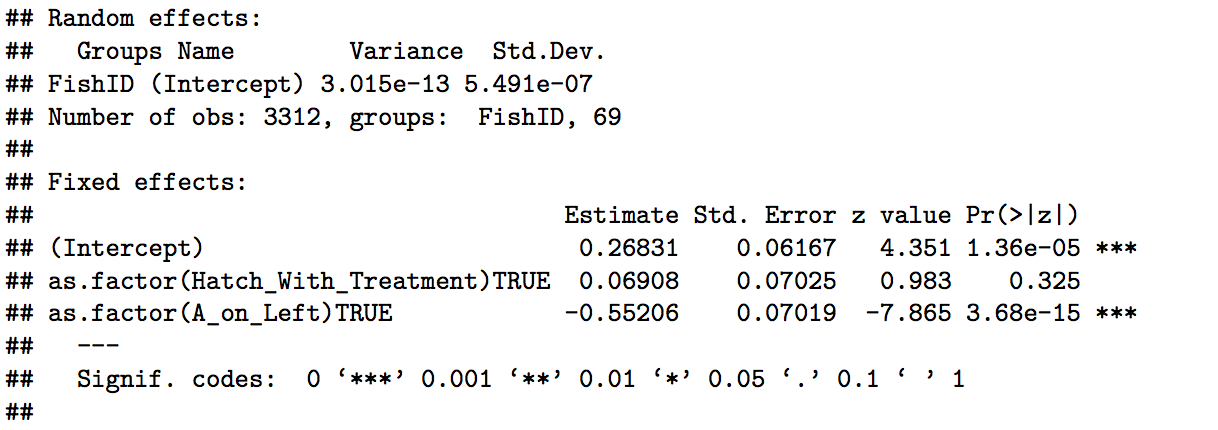 ## Random effects:
##   Groups Name        Variance  Std.Dev.
## FishID (Intercept) 3.015e-13 5.491e-07
## Number of obs: 3312, groups:  FishID, 69
##
## Fixed effects:
##                                     Estimate Std. Error z value Pr(>|z|)
## (Intercept)                          0.26831    0.06167   4.351 1.36e-05 ***
## as.factor(Hatch_With_Treatment)TRUE  0.06908    0.07025   0.983    0.325
## as.factor(A_on_Left)TRUE            -0.55206    0.07019  -7.865 3.68e-15 ***
##   ---
##   Signif. codes:  0 ‘***’ 0.001 ‘**’ 0.01 ‘*’ 0.05 ‘.’ 0.1 ‘ ’ 1
##